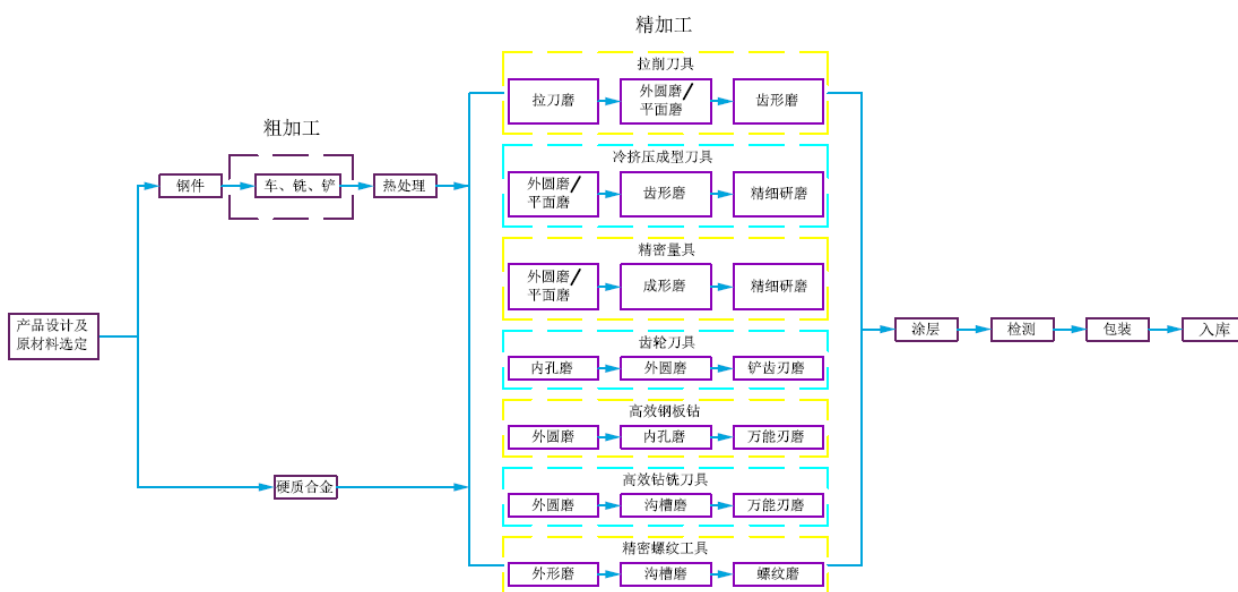 精加工
拉削刀具
拉刀磨
外圆磨/
平面磨
齿形磨
粗加工
冷挤压成型刀具
钢件
车、铣、铲
热处理
外圆磨/
平面磨
齿形磨
精细研磨
精密量具
外圆磨/
平面磨
成形磨
精细研磨
产品设计及
原材料选定
涂层
检测
包装
入库
齿轮刀具
内孔磨
外圆磨
铲齿刃磨
高效钢板钻
外圆磨
内孔磨
万能刃磨
硬质合金
高效钻铣刀具
外圆磨
沟槽磨
万能刃磨
精密螺纹工具
外形磨
沟槽磨
螺纹磨